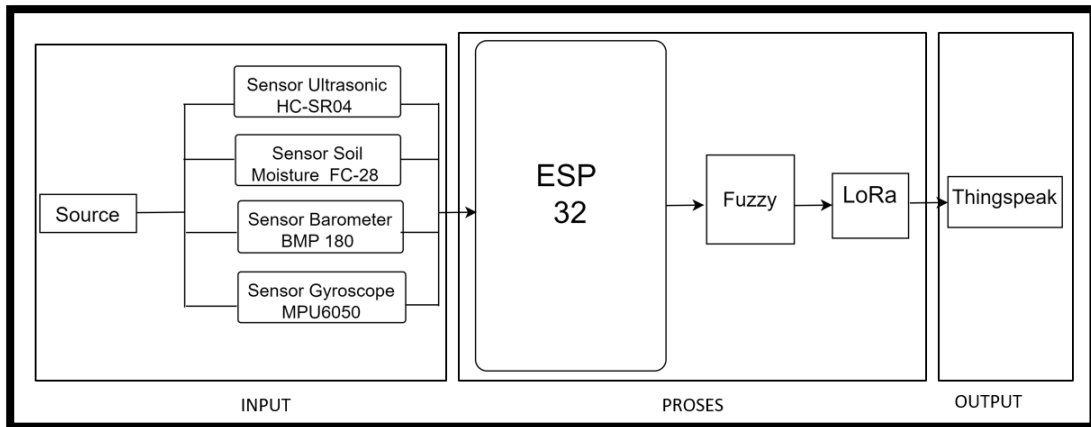 Source
Sensor Ultrasonic
HC-SR04
Sensor Soil
Moisture FC-28
Sensor Barometer
BMP 180
Sensor Gyroscope
MPU6050
INPUT
ESP
32
Fuzzy
LoRa
PROSES
Thingspeak
OUTPUT